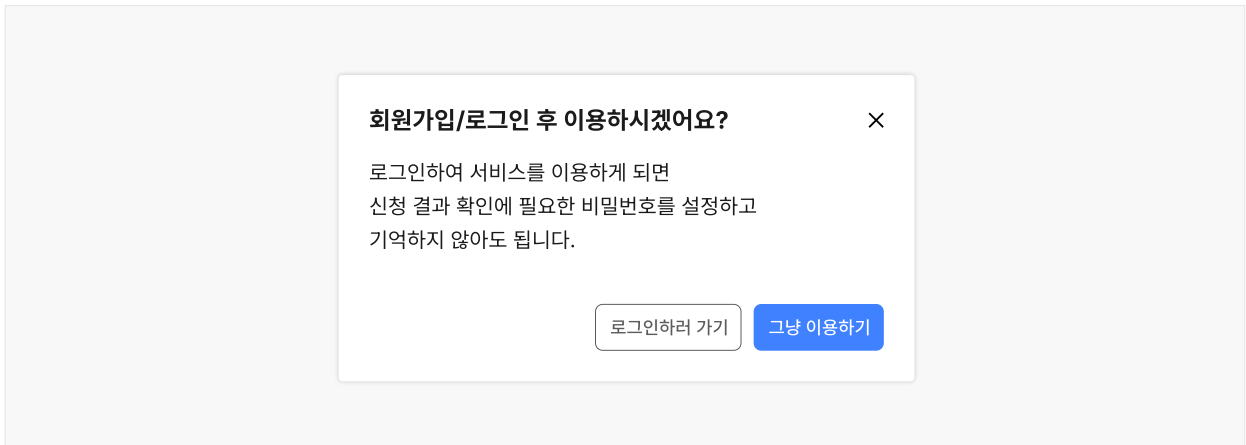 회원가입/로그인 후 이용하시겠어요?
로그인하여 서비스를 이용하게 되면
신청 결과 확인에 필요한 비밀번호를 설정하고
기억하지 않아도 됩니다.
로그인하러 가기
그냥 이용하기